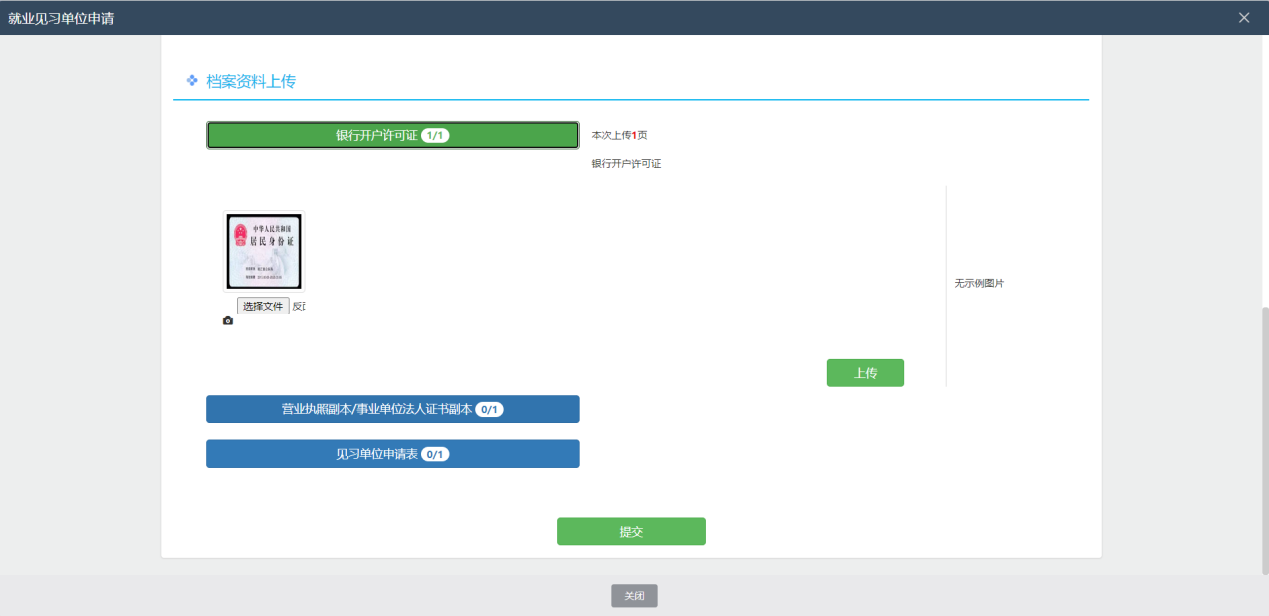 就业见习单位申请
档案资料上传
银行开户许可证 1/1
本次上传1页
银行开户许可证
中华人民共和国
居民身份证
选择文件
无示例图片
上传
营业执照副本/事业单位法人证书副本 0/1
见习单位申请表 0/1
提交
关闭